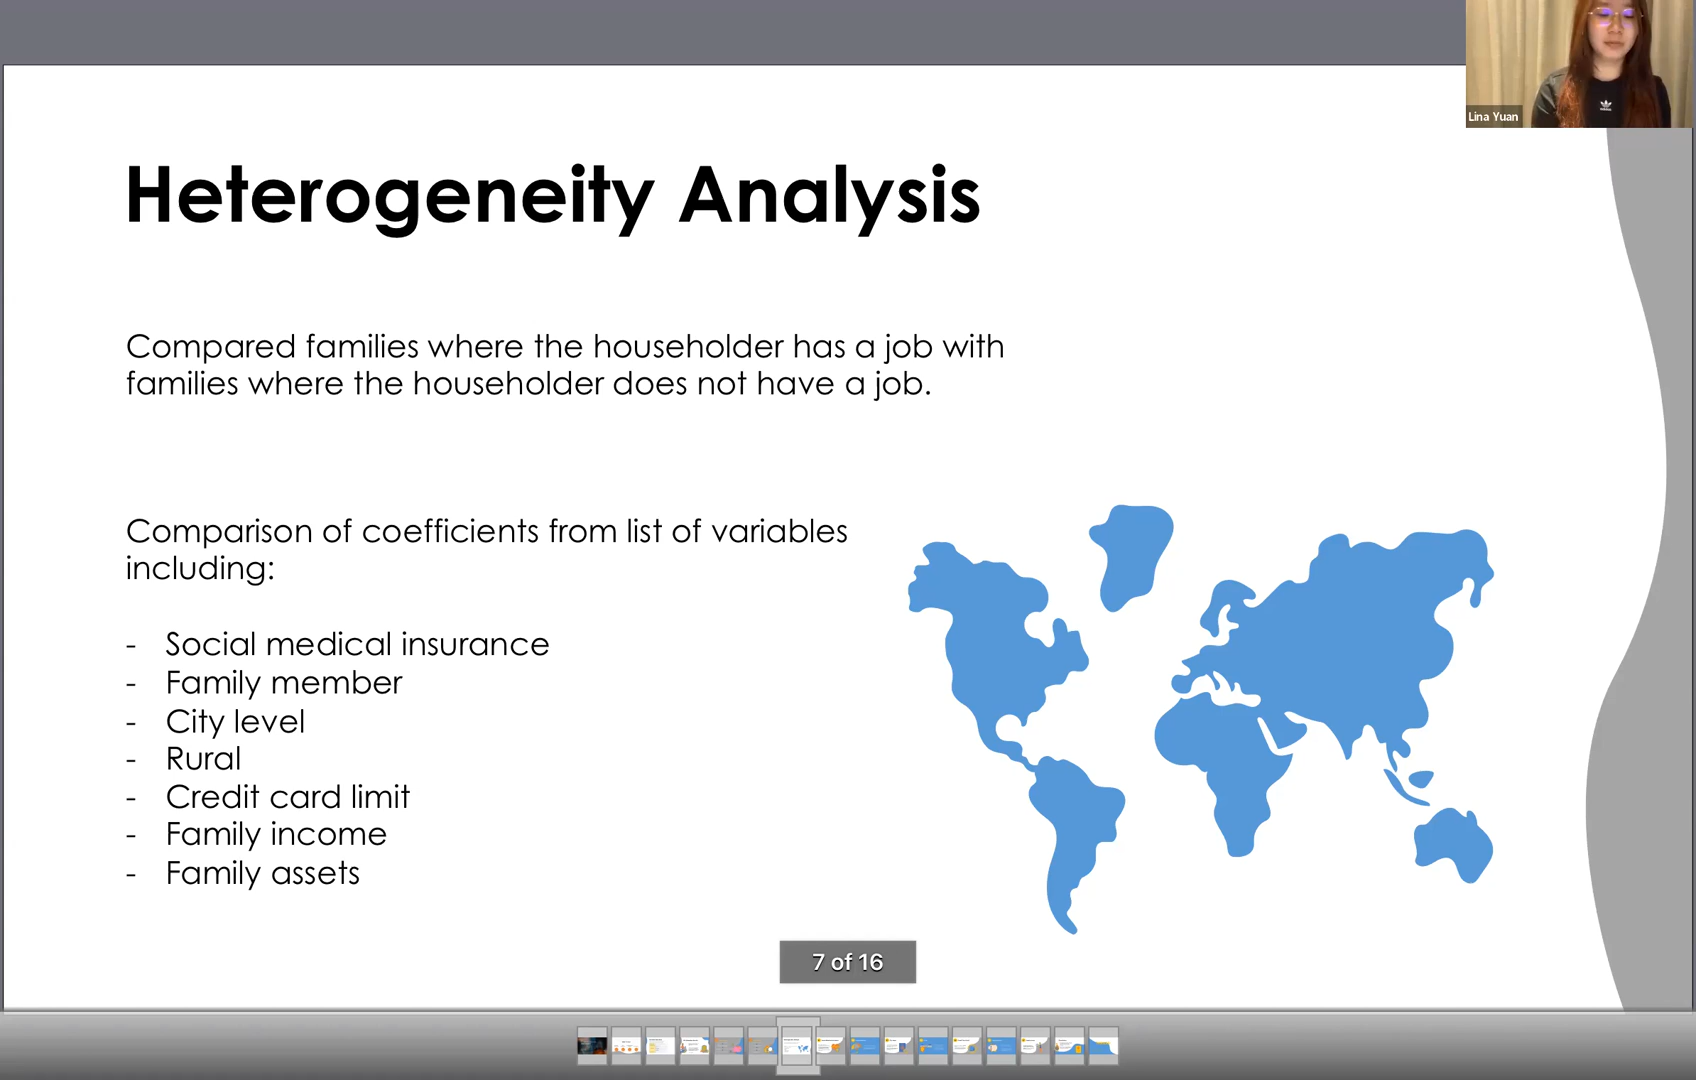 Lina Yuan
Heterogeneity Analysis
Compared families where the householder has a job with
families where the householder does not have a job.
Comparison of coefficients from list of variables
including:
- Social medical insurance
- Family member
- City level
- Rural
- Credit card limit
- Family income
- Family assets
7 of 16